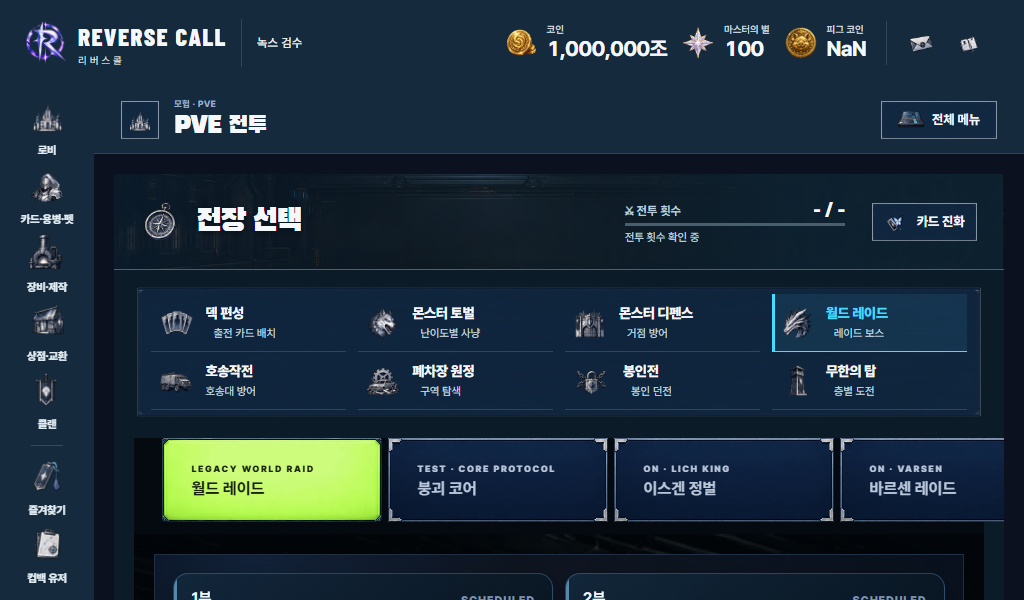 REVERSE CALL
리버스콜
녹스 검수
코인
1,000,000조
마스터의 별
100
피그 코인
NaN
로비
카드·용병·펫
장비·제작
상점·교환
클랜
즐겨찾기
컴백 유저
모험 · PVE
PVE 전투
전체 메뉴
전장 선택
전투 횟수
- / -
전투 횟수 확인 중
카드 진화
덱 편성
출전 카드 배치
몬스터 토벌
난이도별 사냥
몬스터 디펜스
거점 방어
월드 레이드
레이드 보스
호송작전
호송대 방어
폐차장 원정
구역 탐색
봉인전
봉인 던전
무한의 탑
층별 도전
LEGACY WORLD RAID
월드 레이드
TEST · CORE PROTOCOL
붕괴 코어
ON · LICH KING
이스겐 정벌
ON · VARSEN
바르센 레이드
1부
SCHEDULED
2부
SCHEDULED